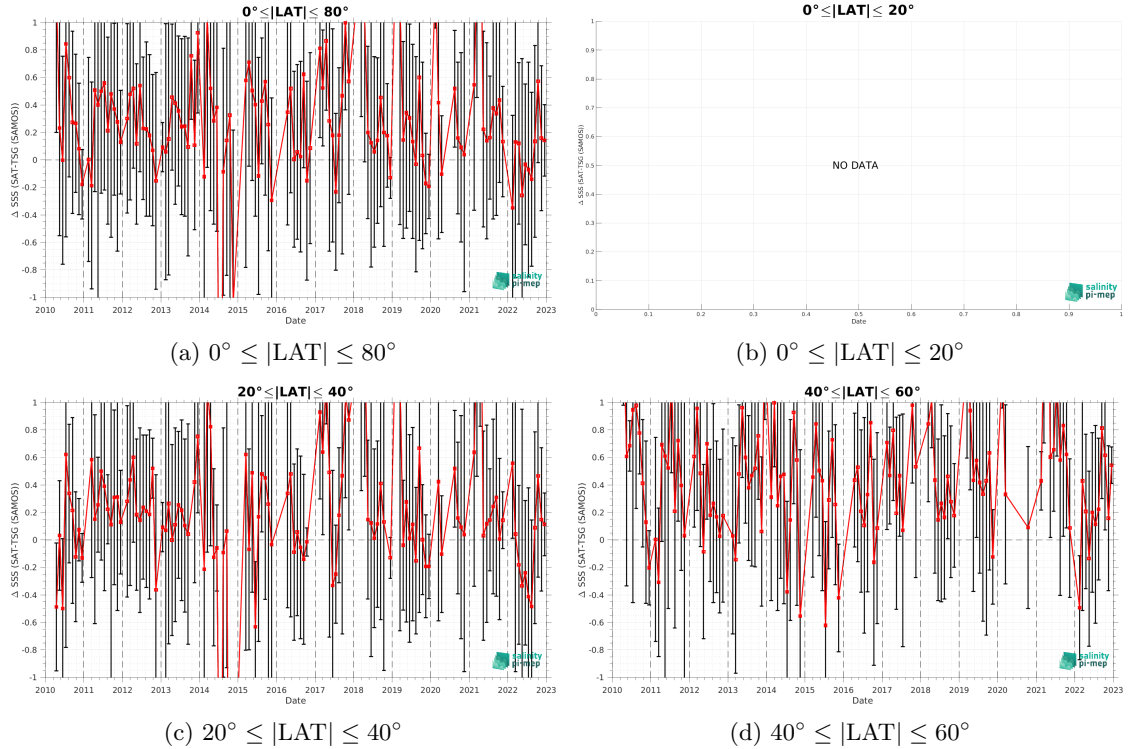 0°≤|LAT|≤ 80°
Δ SSS (SAT-TSG (SAMOS))
1
0.8
0.6
0.4
0.2
0
-0.2
-0.4
-0.6
-0.8
-1
2010 2011 2012 2013 2014 2015 2016 2017 2018 2019 2020 2021 2022 2023
Date
salinity
pi-mep
(a) 0° ≤ |LAT| ≤ 80°
0°≤|LAT|≤ 20°
Δ SSS (SAT-TSG (SAMOS))
1
0.9
0.8
0.7
0.6
0.5
0.4
0.3
0.2
0.1
0
NO DATA
0 0.1 0.2 0.3 0.4 0.5 0.6 0.7 0.8 0.9 1
Date
salinity
pi-mep
(b) 0° ≤ |LAT| ≤ 20°
20°≤|LAT|≤ 40°
Δ SSS (SAT-TSG (SAMOS))
1
0.8
0.6
0.4
0.2
0
-0.2
-0.4
-0.6
-0.8
-1
2010 2011 2012 2013 2014 2015 2016 2017 2018 2019 2020 2021 2022 2023
Date
salinity
pi-mep
(c) 20° ≤ |LAT| ≤ 40°
40°≤|LAT|≤ 60°
Δ SSS (SAT-TSG (SAMOS))
1
0.8
0.6
0.4
0.2
0
-0.2
-0.4
-0.6
-0.8
-1
2010 2011 2012 2013 2014 2015 2016 2017 2018 2019 2020 2021 2022 2023
Date
salinity
pi-mep
(d) 40° ≤ |LAT| ≤ 60°